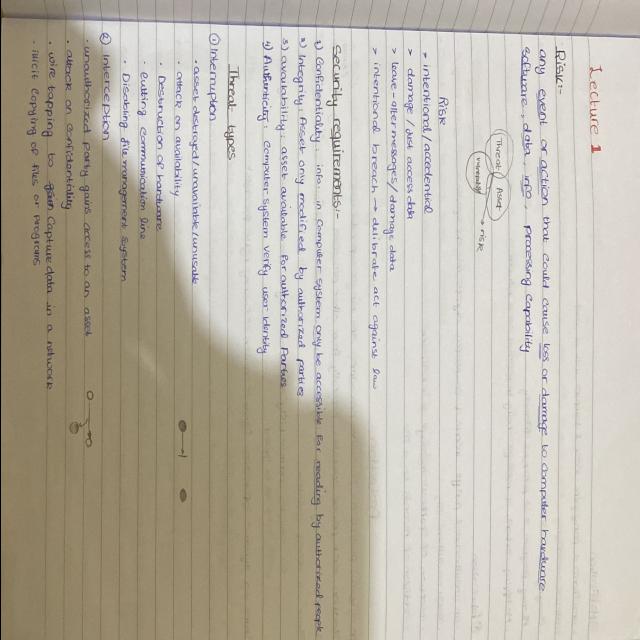 Lecture 1
Risk:-
any event or action that could cause loss or damage to computer hardware
software, data, info, processing capability
Threat Asset
→ risk
Risk
> intentional/accedential
> damage / Just access data
> leave-alter messages / damage data
> intentional breach → delibrate act against law
Security requirements:-
1) Confidentiality: info. in computer system only be accessible for reading by authorized people
2) Integrity: Asset only modified by authorized parties
3) availability: asset available for authorized Parties
4) Authenticity: computer system verify user identity
Threat types
① Interruption
· asset destroyed/unavailable/unusable
· attack on availability
· Destruction of hardware
· cutting communication line
· Disabling file management system
② Interception
· unauthorized party gains access to an asset
· attack on confidentiality
· wire tapping to capture data in a network
· illicit copying of files or programs